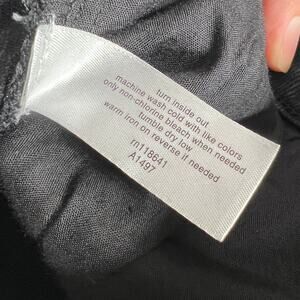 turn inside out
machine wash cold with like colors
only non-chlorine bleach when needed
tumble dry low
warm iron on reverse if needed
rn118641
A1497